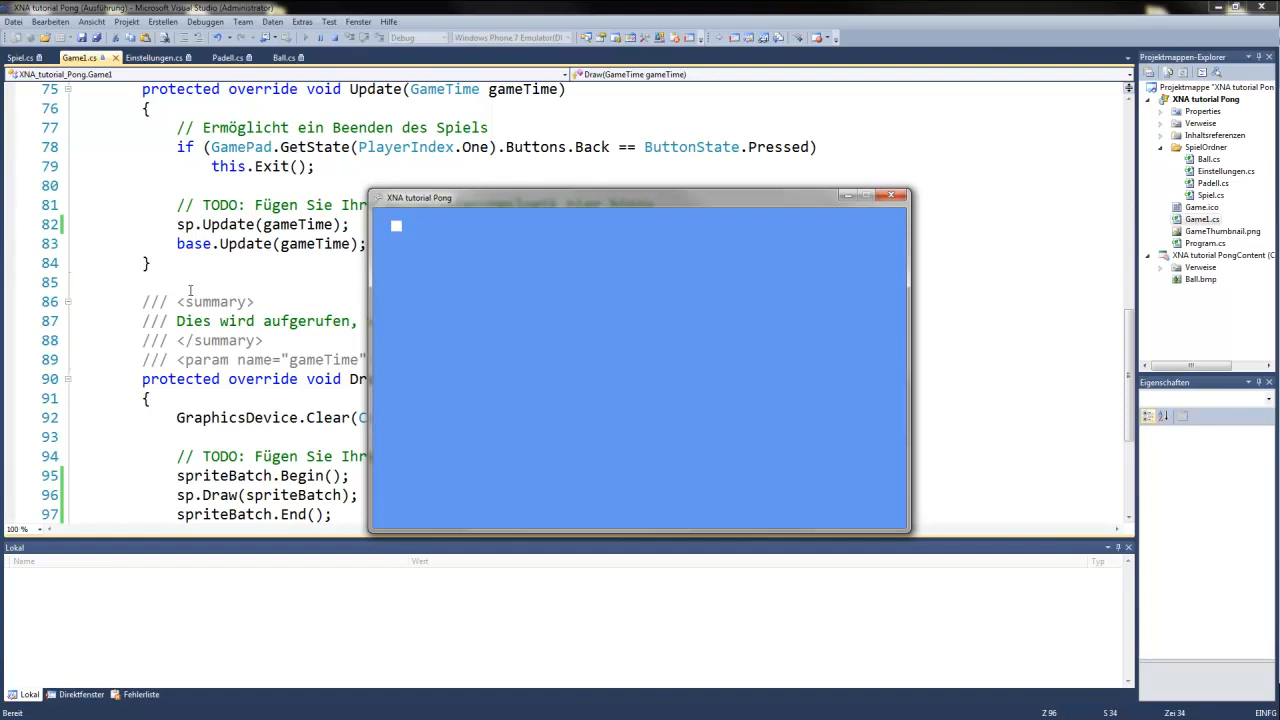 XNA tutorial Pong (Ausführung) - Microsoft Visual Studio (Administrator)
Datei Bearbeiten Ansicht Projekt Erstellen Debuggen Team Daten Extras Test Fenster Hilfe
Debug Windows Phone 7 Emulator(DE
Spiel.cs Game1.cs Einstellungen.cs Padell.cs Ball.cs
XNA_tutorial_Pong.Game1 Draw(GameTime gameTime)
75 protected override void Update(GameTime gameTime)
76 {
77 // Ermöglicht ein Beenden des Spiels
78 if (GamePad.GetState(PlayerIndex.One).Buttons.Back == ButtonState.Pressed)
79 this.Exit();
80
81 // TODO: Fügen Sie Ihr
82 sp.Update(gameTime);
83 base.Update(gameTime);
84 }
85
86 /// <summary>
87 /// Dies wird aufgerufen,
88 /// </summary>
89 /// <param name="gameTime"
90 protected override void Dr
91 {
92 GraphicsDevice.Clear(C
93
94 // TODO: Fügen Sie Ihr
95 spriteBatch.Begin();
96 sp.Draw(spriteBatch);
97 spriteBatch.End();
100 %
XNA tutorial Pong
Projektmappen-Explorer
Projektmappe "XNA tutorial Pon
XNA tutorial Pong
Properties
Verweise
Inhaltsreferenzen
SpielOrdner
Ball.cs
Einstellungen.cs
Padell.cs
Spiel.cs
Game.ico
Game1.cs
GameThumbnail.png
Program.cs
XNA tutorial PongContent (C
Verweise
Ball.bmp
Eigenschaften
Lokal
Name Wert Typ
Lokal Direktfenster Fehlerliste
Bereit Z 96 S 34 Zei 34 EINFG